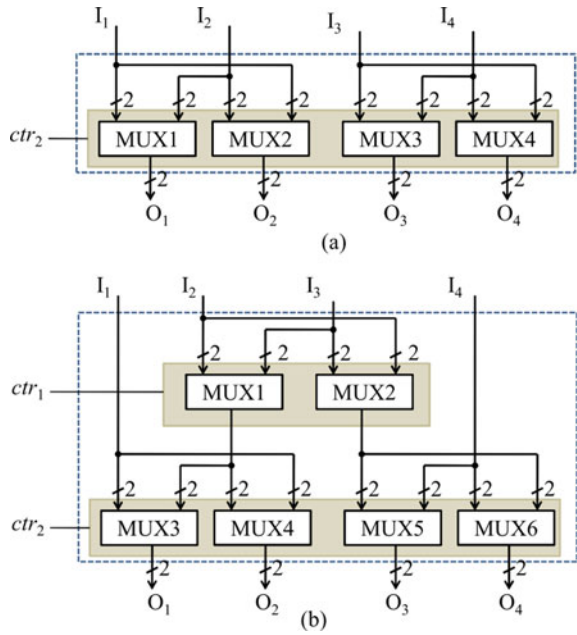 I₁ I₂ I₃ I₄
2 2 2 2 2 2 2 2
ctr₂ MUX1 MUX2 MUX3 MUX4
2 2 2 2
O₁ O₂ O₃ O₄
(a)
I₁ I₂ I₃ I₄
2 2 2 2
ctr₁ MUX1 MUX2
2 2 2 2 2 2 2 2
ctr₂ MUX3 MUX4 MUX5 MUX6
2 2 2 2
O₁ O₂ O₃ O₄
(b)